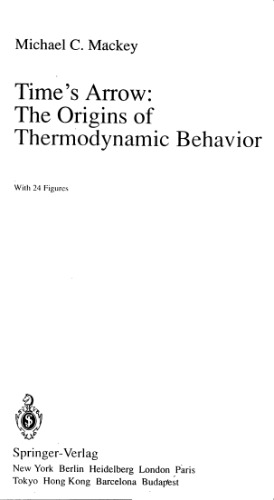 Michael C. Mackey
Time's Arrow:
The Origins of
Thermodynamic Behavior
With 24 Figures
Springer-Verlag
New York Berlin Heidelberg London Paris
Tokyo Hong Kong Barcelona Budapest